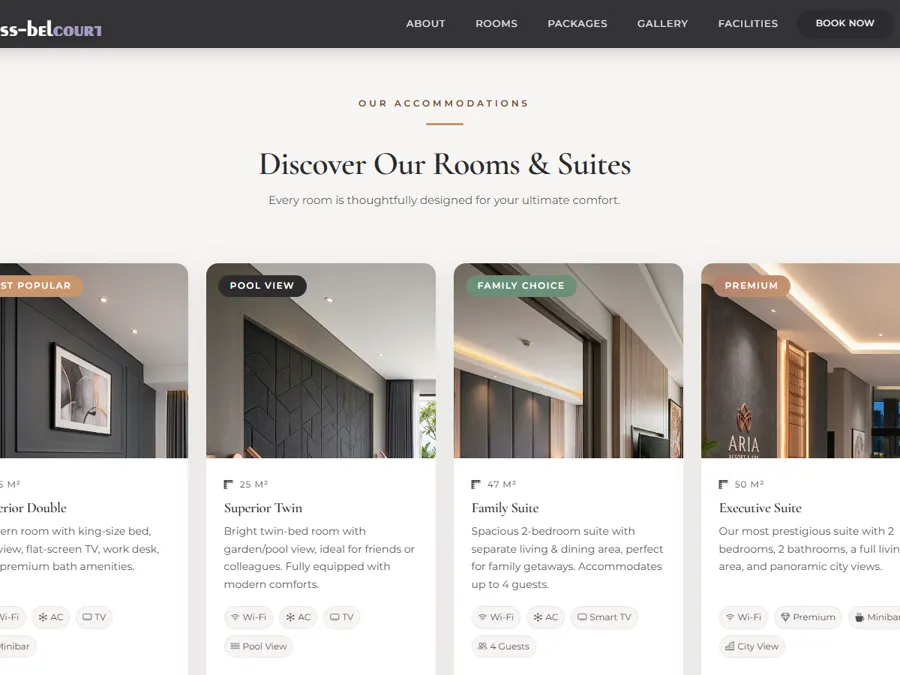 ss-belcourt
ABOUT
ROOMS
PACKAGES
GALLERY
FACILITIES
BOOK NOW
OUR ACCOMMODATIONS
Discover Our Rooms & Suites
Every room is thoughtfully designed for your ultimate comfort.
ST POPULAR
M²
erior Double
ern room with king-size bed,
view, flat-screen TV, work desk,
premium bath amenities.
Wi-Fi
AC
TV
Minibar
POOL VIEW
25 M²
Superior Twin
Bright twin-bed room with
garden/pool view, ideal for friends or
colleagues. Fully equipped with
modern comforts.
Wi-Fi
AC
TV
Pool View
FAMILY CHOICE
47 M²
Family Suite
Spacious 2-bedroom suite with
separate living & dining area, perfect
for family getaways. Accommodates
up to 4 guests.
Wi-Fi
AC
Smart TV
4 Guests
PREMIUM
ARIA
50 M²
Executive Suite
Our most prestigious suite with 2
bedrooms, 2 bathrooms, a full livin
area, and panoramic city views.
Wi-Fi
Premium
Minibar
City View